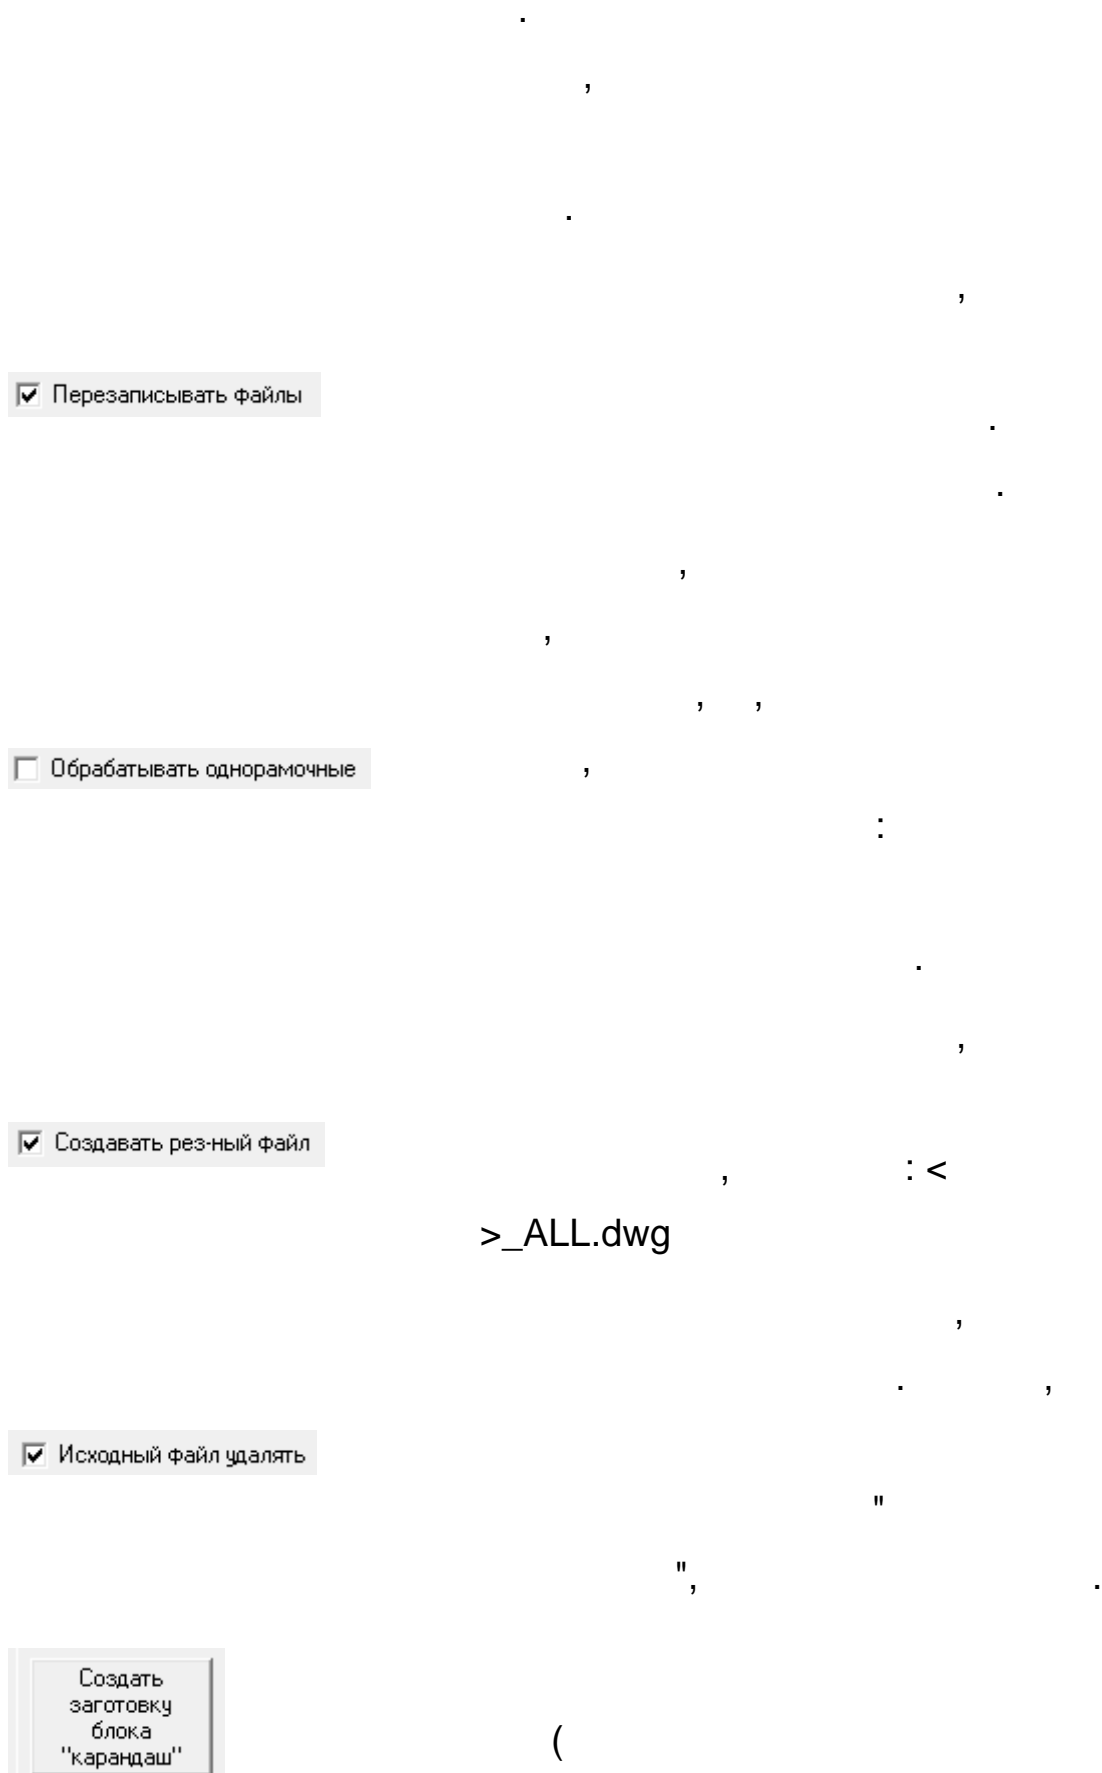 .
,
.
,
Перезаписывать файлы
.
.
,
,
, ,
Обрабатывать однорамочные ,
:
.
,
Создавать рез-ный файл
, : <
>_ALL.dwg
,
. ,
Исходный файл удалять
"
", .
Создать
заготовку
блока
"карандаш" (